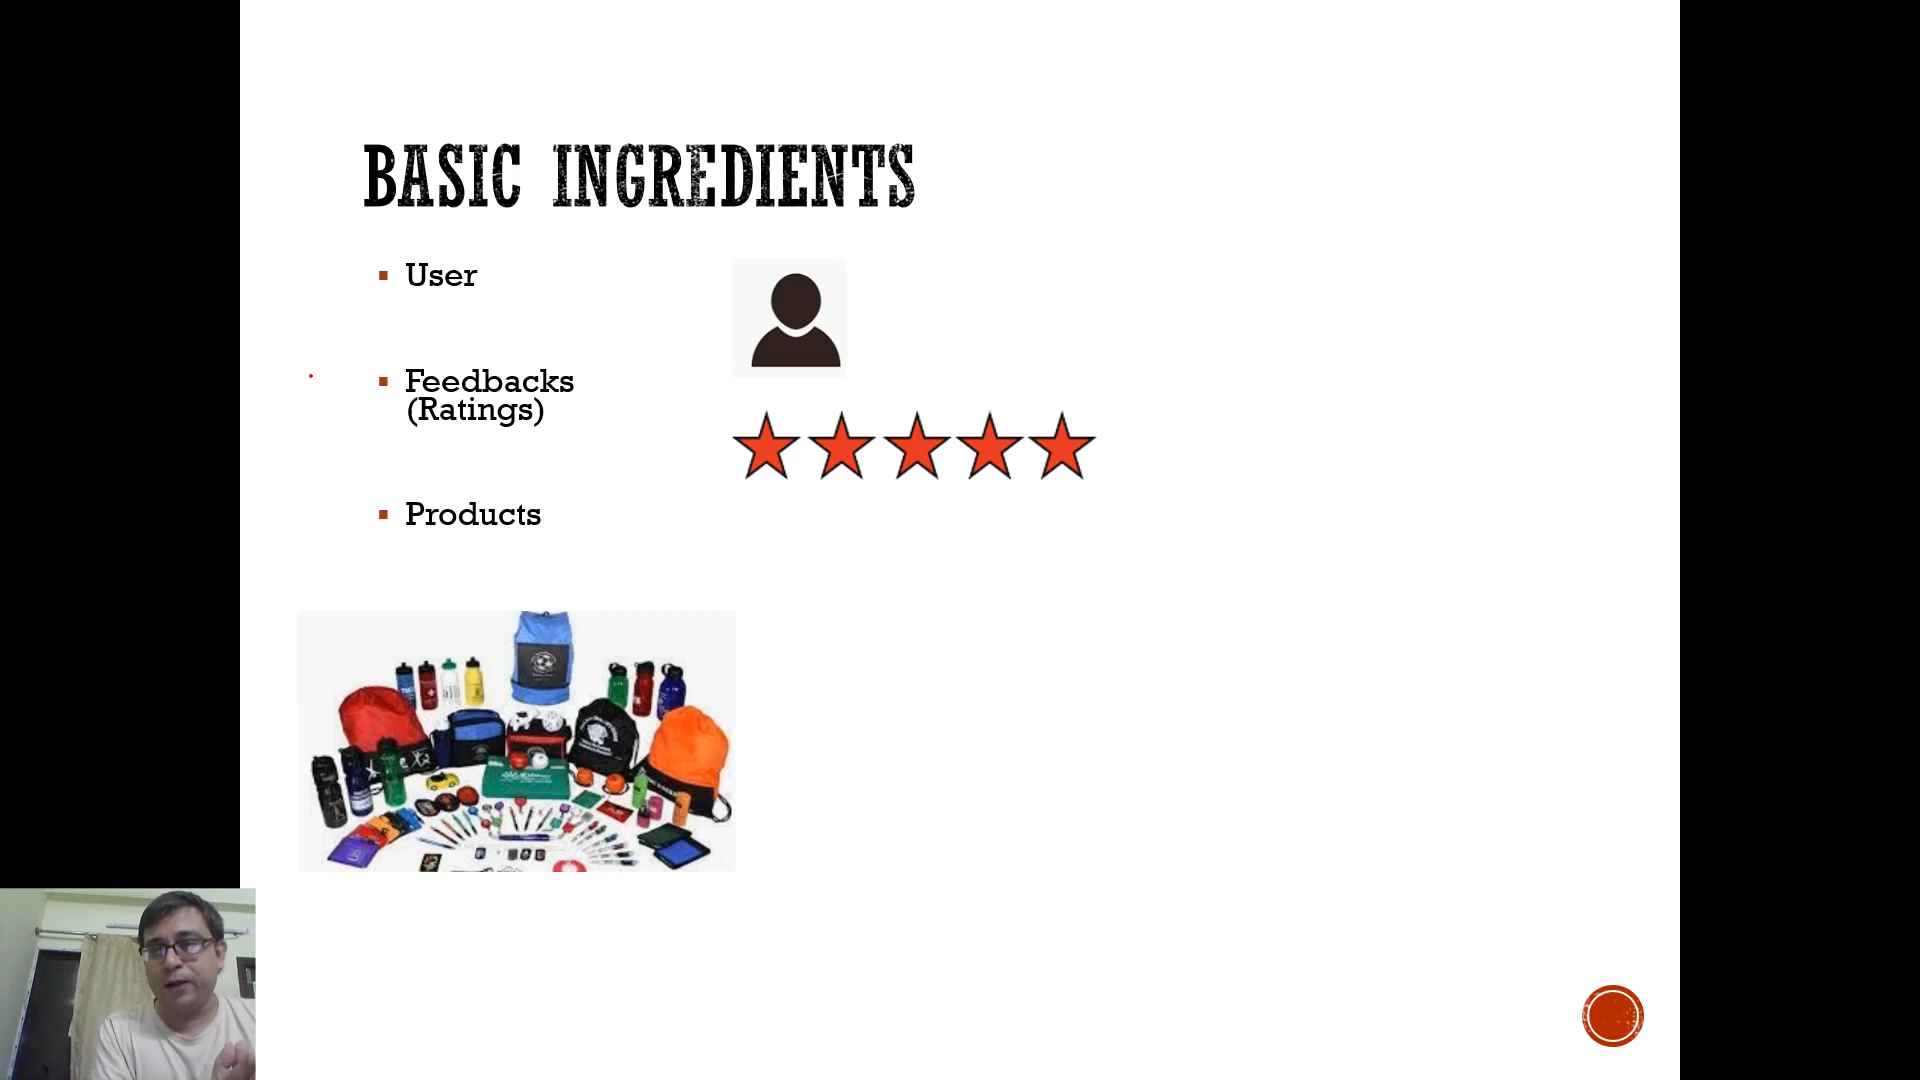 BASIC INGREDIENTS
User
Feedbacks
(Ratings)
Products